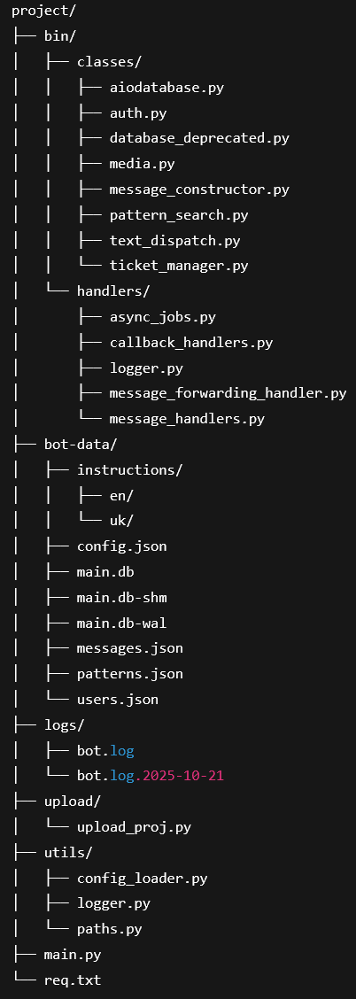 project/
├── bin/
│   ├── classes/
│   │   ├── aiodatabase.py
│   │   ├── auth.py
│   │   ├── database_deprecated.py
│   │   ├── media.py
│   │   ├── message_constructor.py
│   │   ├── pattern_search.py
│   │   ├── text_dispatch.py
│   │   └── ticket_manager.py
│   └── handlers/
│       ├── async_jobs.py
│       ├── callback_handlers.py
│       ├── logger.py
│       ├── message_forwarding_handler.py
│       └── message_handlers.py
├── bot-data/
│   ├── instructions/
│   │   ├── en/
│   │   └── uk/
│   ├── config.json
│   ├── main.db
│   ├── main.db-shm
│   ├── main.db-wal
│   ├── messages.json
│   ├── patterns.json
│   └── users.json
├── logs/
│   ├── bot.log
│   └── bot.log.2025-10-21
├── upload/
│   └── upload_proj.py
├── utils/
│   ├── config_loader.py
│   ├── logger.py
│   └── paths.py
├── main.py
└── req.txt